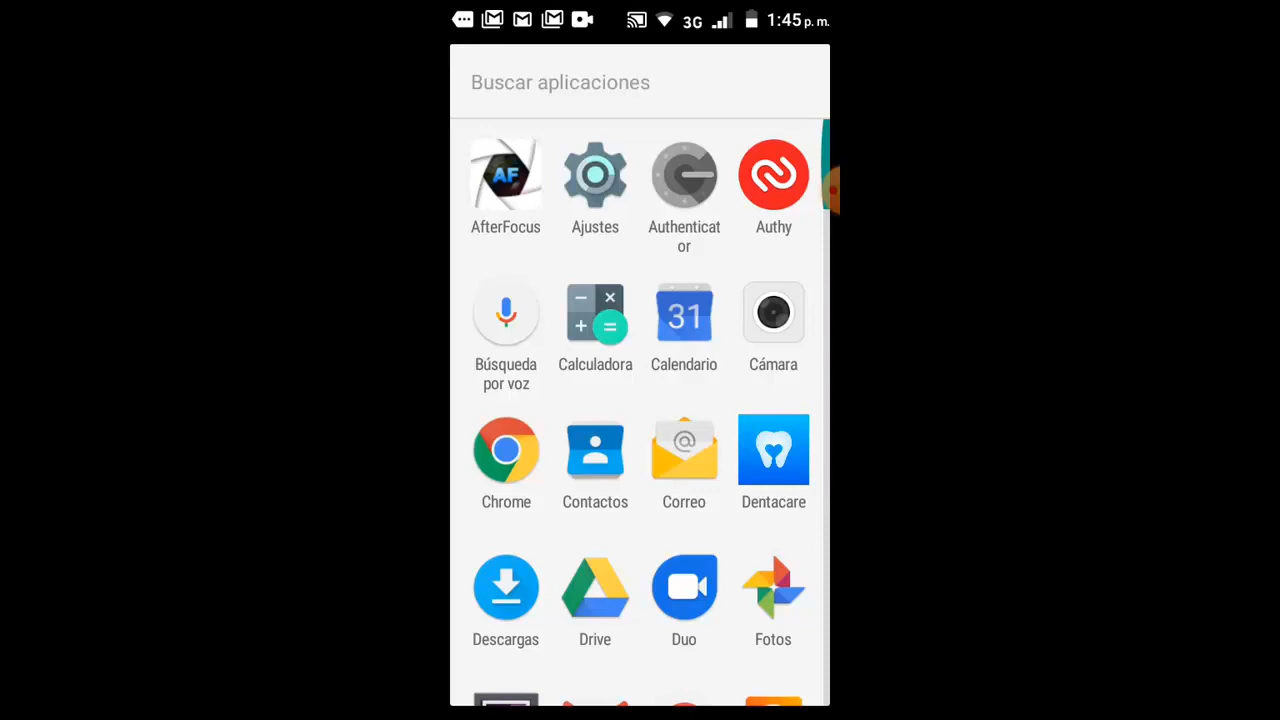 3G 1:45 p. m.
Buscar aplicaciones
AF
AfterFocus Ajustes Authenticat
or Authy
31
Búsqueda
por voz Calculadora Calendario Cámara
@
Chrome Contactos Correo Dentacare
Descargas Drive Duo Fotos